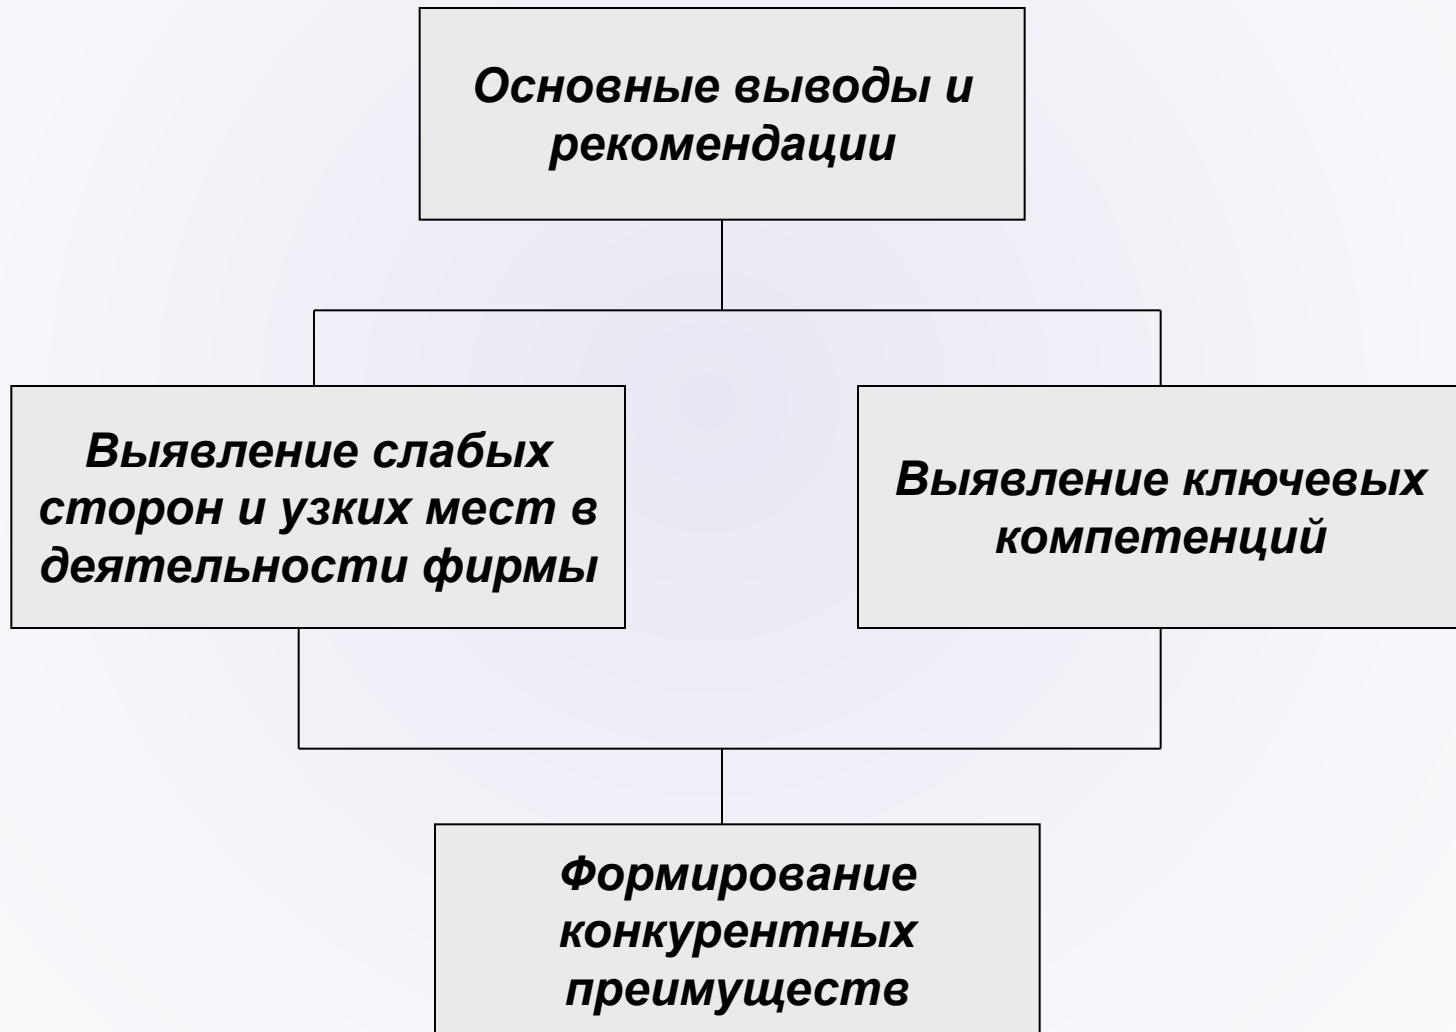 Основные выводы и
рекомендации
Выявление слабых
сторон и узких мест в
деятельности фирмы
Выявление ключевых
компетенций
Формирование
конкурентных
преимуществ